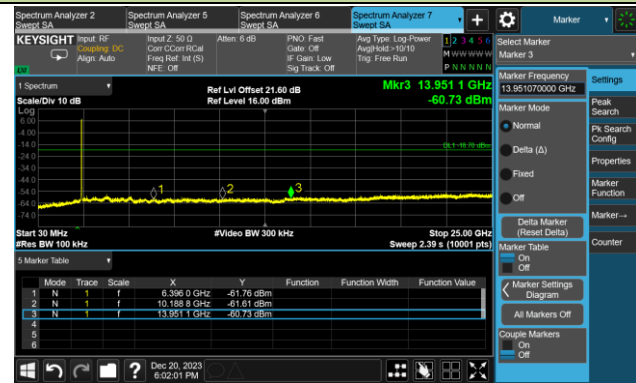 Spectrum Analyzer 2
Swept SA
Spectrum Analyzer 5
Swept SA
Spectrum Analyzer 6
Swept SA
Spectrum Analyzer 7
Swept SA
Marker
KEYSIGHT
Input: RF
Coupling: DC
Align: Auto
Input Z: 50 Ω
Corr CCorr RCal
Freq Ref: Int (S)
NFE: Off
Atten: 6 dB
PNO: Fast
Gate: Off
IF Gain: Low
Sig Track: Off
Avg Type: Log-Power
Avg|Hold:>10/10
Trig: Free Run
1 2 3 4 5 6
M W W W W W
P N N N N N
Select Marker
Marker 3
1 Spectrum
Scale/Div 10 dB
Log
Ref Lvl Offset 21.60 dB
Ref Level 16.00 dBm
Mkr3 13.951 1 GHz
-60.73 dBm
6.00
-4.00
-14.0
-24.0
-34.0
-44.0
-54.0
-64.0
-74.0
DL1 -18.70 dBm
1
2
3
Start 30 MHz
#Res BW 100 kHz
#Video BW 300 kHz
Stop 25.00 GHz
Sweep 2.39 s (10001 pts)
5 Marker Table
Mode Trace Scale X Y Function Function Width Function Value
1 N 1 f 6.396 0 GHz -61.76 dBm
2 N 1 f 10.188 8 GHz -61.61 dBm
3 N 1 f 13.951 1 GHz -60.73 dBm
4
5
6
Marker Frequency
13.951070000 GHz
Marker Mode
Normal
Delta (Δ)
Fixed
Off
Delta Marker
(Reset Delta)
Marker Table
On
Off
Marker Settings
Diagram
All Markers Off
Couple Markers
On
Off
Settings
Peak
Search
Pk Search
Config
Properties
Marker
Function
Marker→
Counter
?
Dec 20, 2023
6:02:01 PM